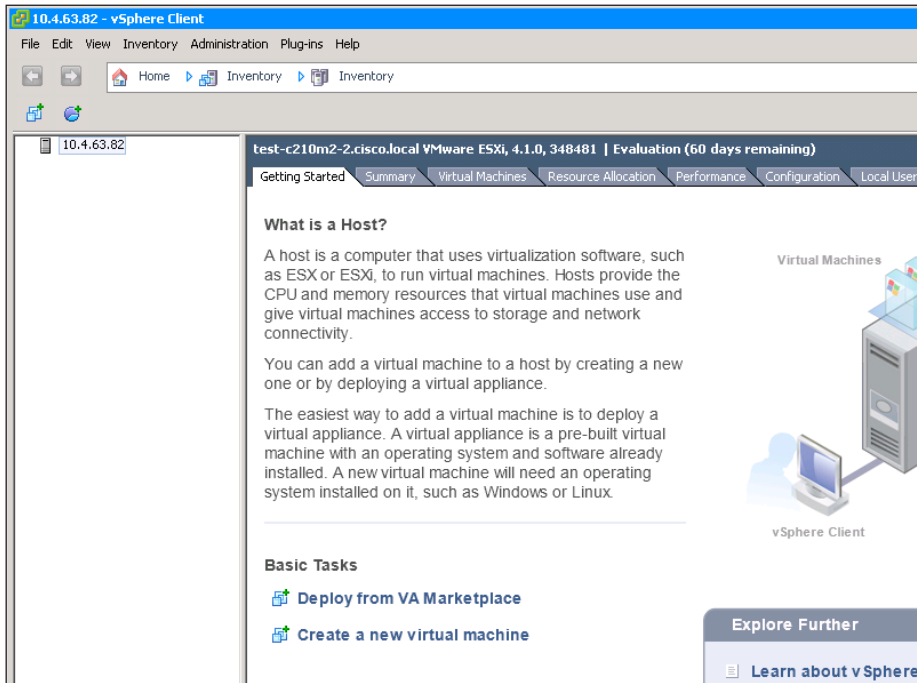 10.4.63.82 - vSphere Client
File Edit View Inventory Administration Plug-ins Help
Home Inventory Inventory
10.4.63.82
test-c210m2-2.cisco.local VMware ESXi, 4.1.0, 348481 | Evaluation (60 days remaining)
Getting Started Summary Virtual Machines Resource Allocation Performance Configuration Local User
What is a Host?
A host is a computer that uses virtualization software, such
as ESX or ESXi, to run virtual machines. Hosts provide the
CPU and memory resources that virtual machines use and
give virtual machines access to storage and network
connectivity.
You can add a virtual machine to a host by creating a new
one or by deploying a virtual appliance.
The easiest way to add a virtual machine is to deploy a
virtual appliance. A virtual appliance is a pre-built virtual
machine with an operating system and software already
installed. A new virtual machine will need an operating
system installed on it, such as Windows or Linux.
Virtual Machines
vSphere Client
Basic Tasks
Deploy from VA Marketplace
Create a new virtual machine
Explore Further
Learn about vSphere